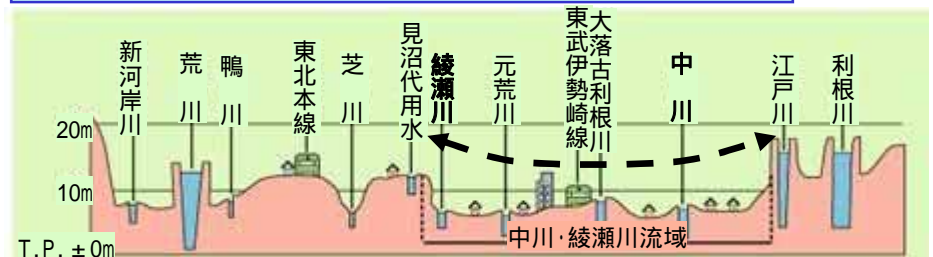 新河岸川
荒川
鴨川
東北本線
芝川
見沼代用水
綾瀬川
元荒川
東武伊勢崎線
大落古利根川
中川
江戸川
利根川
20m
10m
T.P.±0m
中川・綾瀬川流域